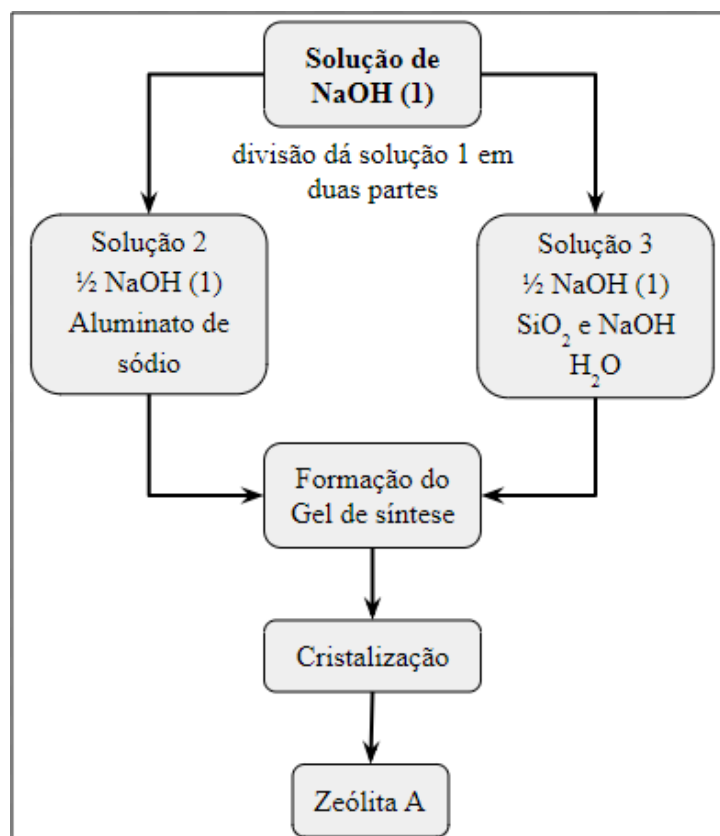 Solução de
NaOH (1)
divisão dá solução 1 em
duas partes
Solução 2
½ NaOH (1)
Aluminato de
sódio
Solução 3
½ NaOH (1)
SiO₂ e NaOH
H₂O
Formação do
Gel de síntese
Cristalização
Zeólita A